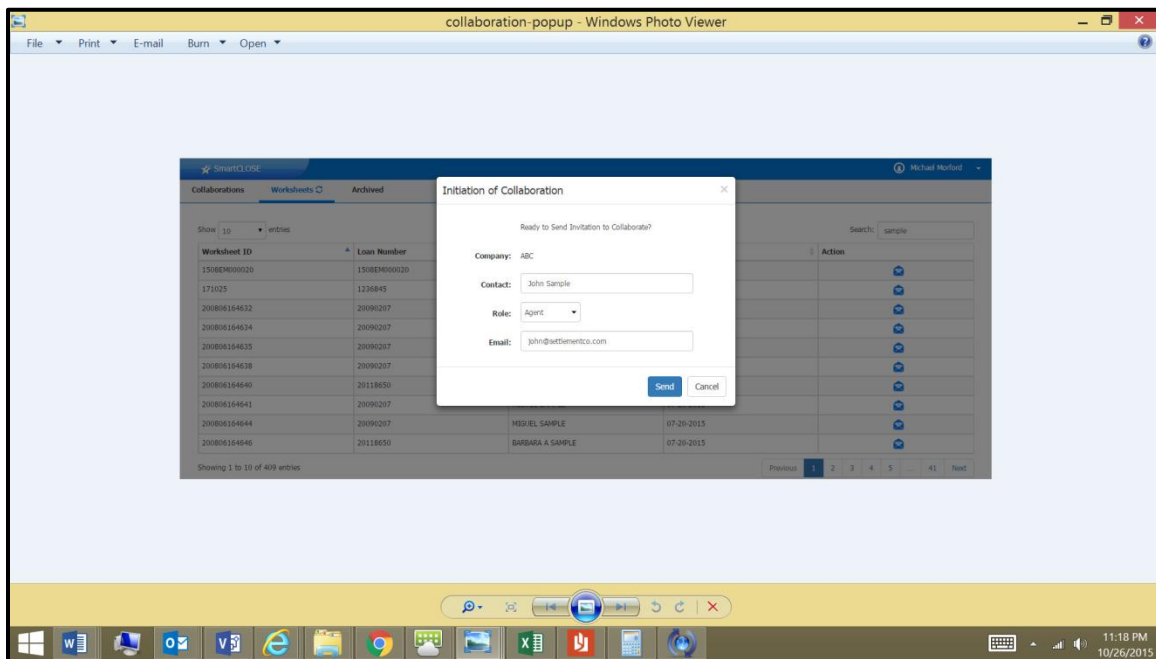 collaboration-popup - Windows Photo Viewer
File Print E-mail Burn Open
SmartCLOSE Michael Morford
Collaborations Worksheets Archived
Initiation of Collaboration
Ready to Send Invitation to Collaborate?
Company: ABC
Contact: John Sample
Role: Agent
Email: john@settlementco.com
Send Cancel
Show 10 entries Search: sample
Worksheet ID Loan Number Action
1508EM000020 1508EM000020
171025 1236845
200806164632 20090207
200806164634 20090207
200806164635 20090207
200806164638 20090207
200806164640 20118650
200806164641 20090207
200806164644 20090207 MIGUEL SAMPLE 07-20-2015
200806164646 20118650 BARBARA A SAMPLE 07-20-2015
Showing 1 to 10 of 409 entries Previous 1 2 3 4 5 ... 41 Next
11:18 PM
10/26/2015